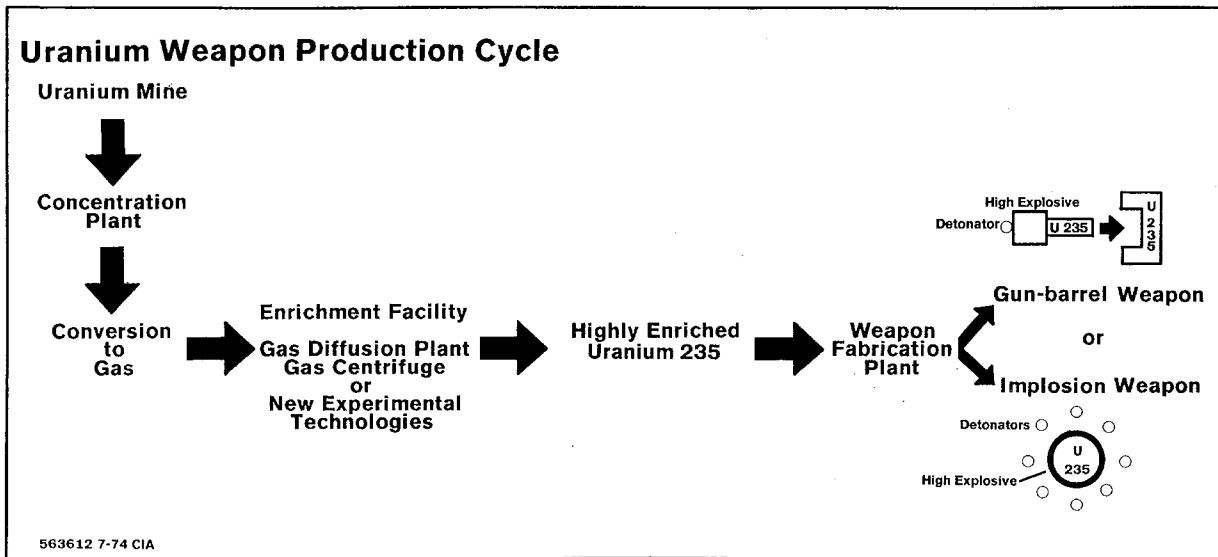 Uranium Weapon Production Cycle
Uranium Mine
Concentration
Plant
Conversion
to
Gas
Enrichment Facility
Gas Diffusion Plant
Gas Centrifuge
or
New Experimental
Technologies
Highly Enriched
Uranium 235
Weapon
Fabrication
Plant
High Explosive
Detonator
U 235
U
2
3
5
Gun-barrel Weapon
or
Implosion Weapon
Detonators
U
235
High Explosive
563612 7-74 CIA